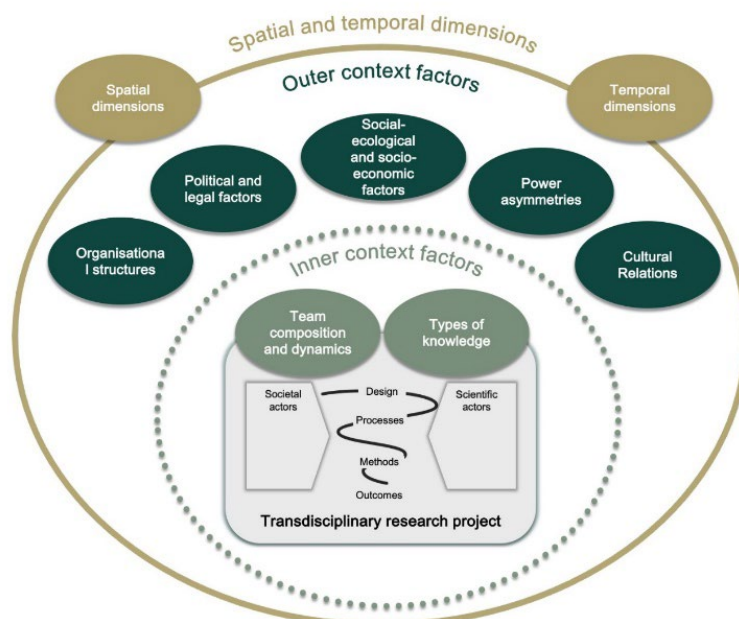 Spatial and temporal dimensions
Outer context factors
Spatial
dimensions
Temporal
dimensions
Social-
ecological
and socio-
economic
factors
Political and
legal factors
Power
asymmetries
Organisationa
l structures
Cultural
Relations
Inner context factors
Team
composition
and dynamics
Types of
knowledge
Societal
actors
Design
Scientific
actors
Processes
Methods
Outcomes
Transdisciplinary research project